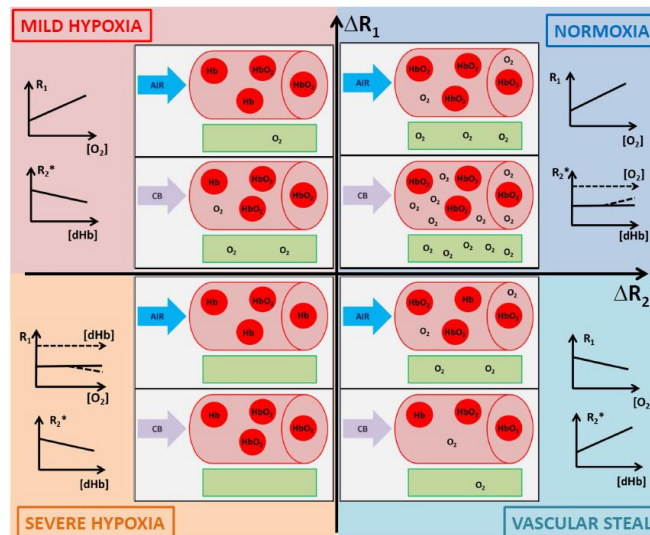 MILD HYPOXIA
ΔR1
NORMOXIA
R1
[O2]
R2*
[dHb]
AIR
Hb
HbO2
Hb
HbO2
O2
CB
Hb
HbO2
O2
HbO2
HbO2
O2 O2
AIR
HbO2
HbO2
O2
O2
HbO2
HbO2
O2 O2 O2
CB
HbO2
O2
HbO2
O2
O2
O2
HbO2
HbO2
O2
O2
O2
O2
O2 O2 O2 O2 O2 O2
R1
[O2]
R2*
[O2]
[dHb]
ΔR2
R1
[dHb]
[O2]
R2*
[dHb]
AIR
Hb
HbO2
Hb
Hb
CB
Hb
HbO2
HbO2
HbO2
AIR
HbO2
Hb
O2
O2
HbO2
HbO2
O2 O2
CB
Hb
HbO2
HbO2
O2
O2
R1
[O2]
R2*
[dHb]
SEVERE HYPOXIA
VASCULAR STEAL